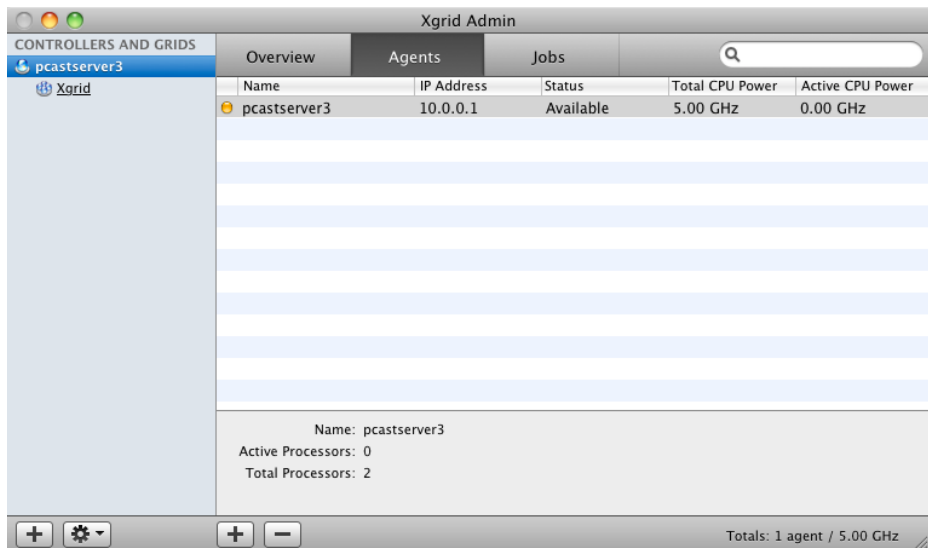 Xgrid Admin
CONTROLLERS AND GRIDS
pcastserver3
Xgrid
Overview Agents Jobs
Name IP Address Status Total CPU Power Active CPU Power
pcastserver3 10.0.0.1 Available 5.00 GHz 0.00 GHz
Name: pcastserver3
Active Processors: 0
Total Processors: 2
Totals: 1 agent / 5.00 GHz